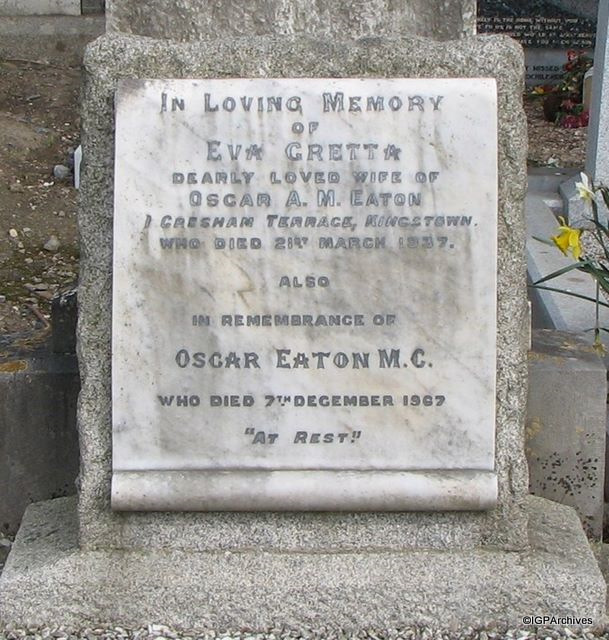 In Loving Memory
of
Eva Gretta
dearly loved wife of
Oscar A. M. Eaton
1 Gresham Terrace, Kingstown.
who died 21st March 1937.
also
in remembrance of
Oscar Eaton M.C.
who died 7th December 1967
"At Rest."
©IGPArchives